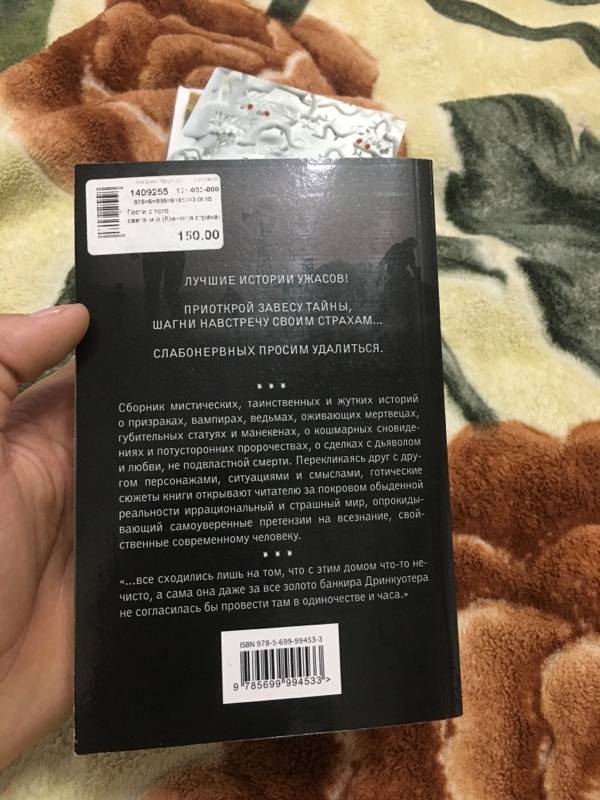 1409255
150.00
Гости с того
света м/о (Комната страха)
ЛУЧШИЕ ИСТОРИИ УЖАСОВ!
ПРИОТКРОЙ ЗАВЕСУ ТАЙНЫ,
ШАГНИ НАВСТРЕЧУ СВОИМ СТРАХАМ...
СЛАБОНЕРВНЫХ ПРОСИМ УДАЛИТЬСЯ.
Сборник мистических, таинственных и жутких историй
о призраках, вампирах, ведьмах, оживающих мертвецах,
губительных статуях и манекенах, о кошмарных сновиде-
ниях и потусторонних пророчествах, о сделках с дьяволом
и любви, не подвластной смерти. Перекликаясь друг с дру-
гом персонажами, ситуациями и смыслами, готические
сюжеты книги открывают читателю за покровом обыденной
реальности иррациональный и страшный мир, опрокиды-
вающий самоуверенные претензии на всезнание, свой-
ственные современному человеку.
«...все сходились лишь на том, что с этим домом что-то не-
чисто, а сама она даже за все золото банкира Дринкуотера
не согласилась бы провести там в одиночестве и часа.»
ISBN 978-5-699-99453-3
9 785699 994533 >